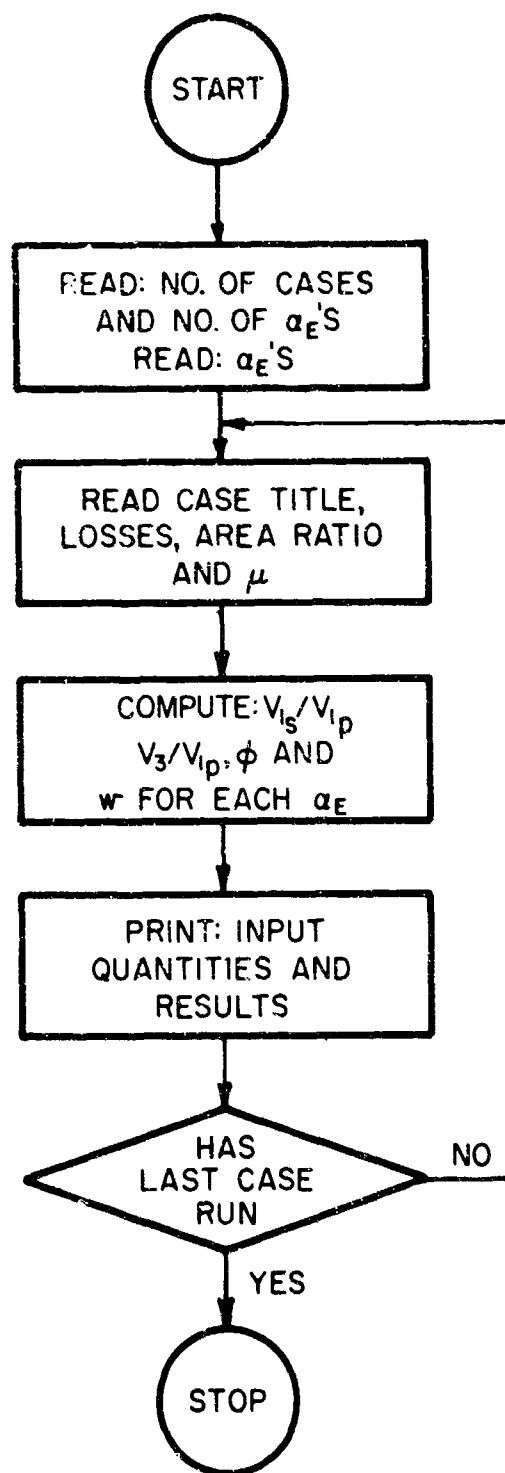 START
READ: NO. OF CASES
AND NO. OF αE'S
READ: αE'S
READ CASE TITLE,
LOSSES, AREA RATIO
AND μ
COMPUTE: V1s/V1p
V3/V1p, ϕ AND
w FOR EACH αE
PRINT: INPUT
QUANTITIES AND
RESULTS
HAS
LAST CASE
RUN
NO
YES
STOP